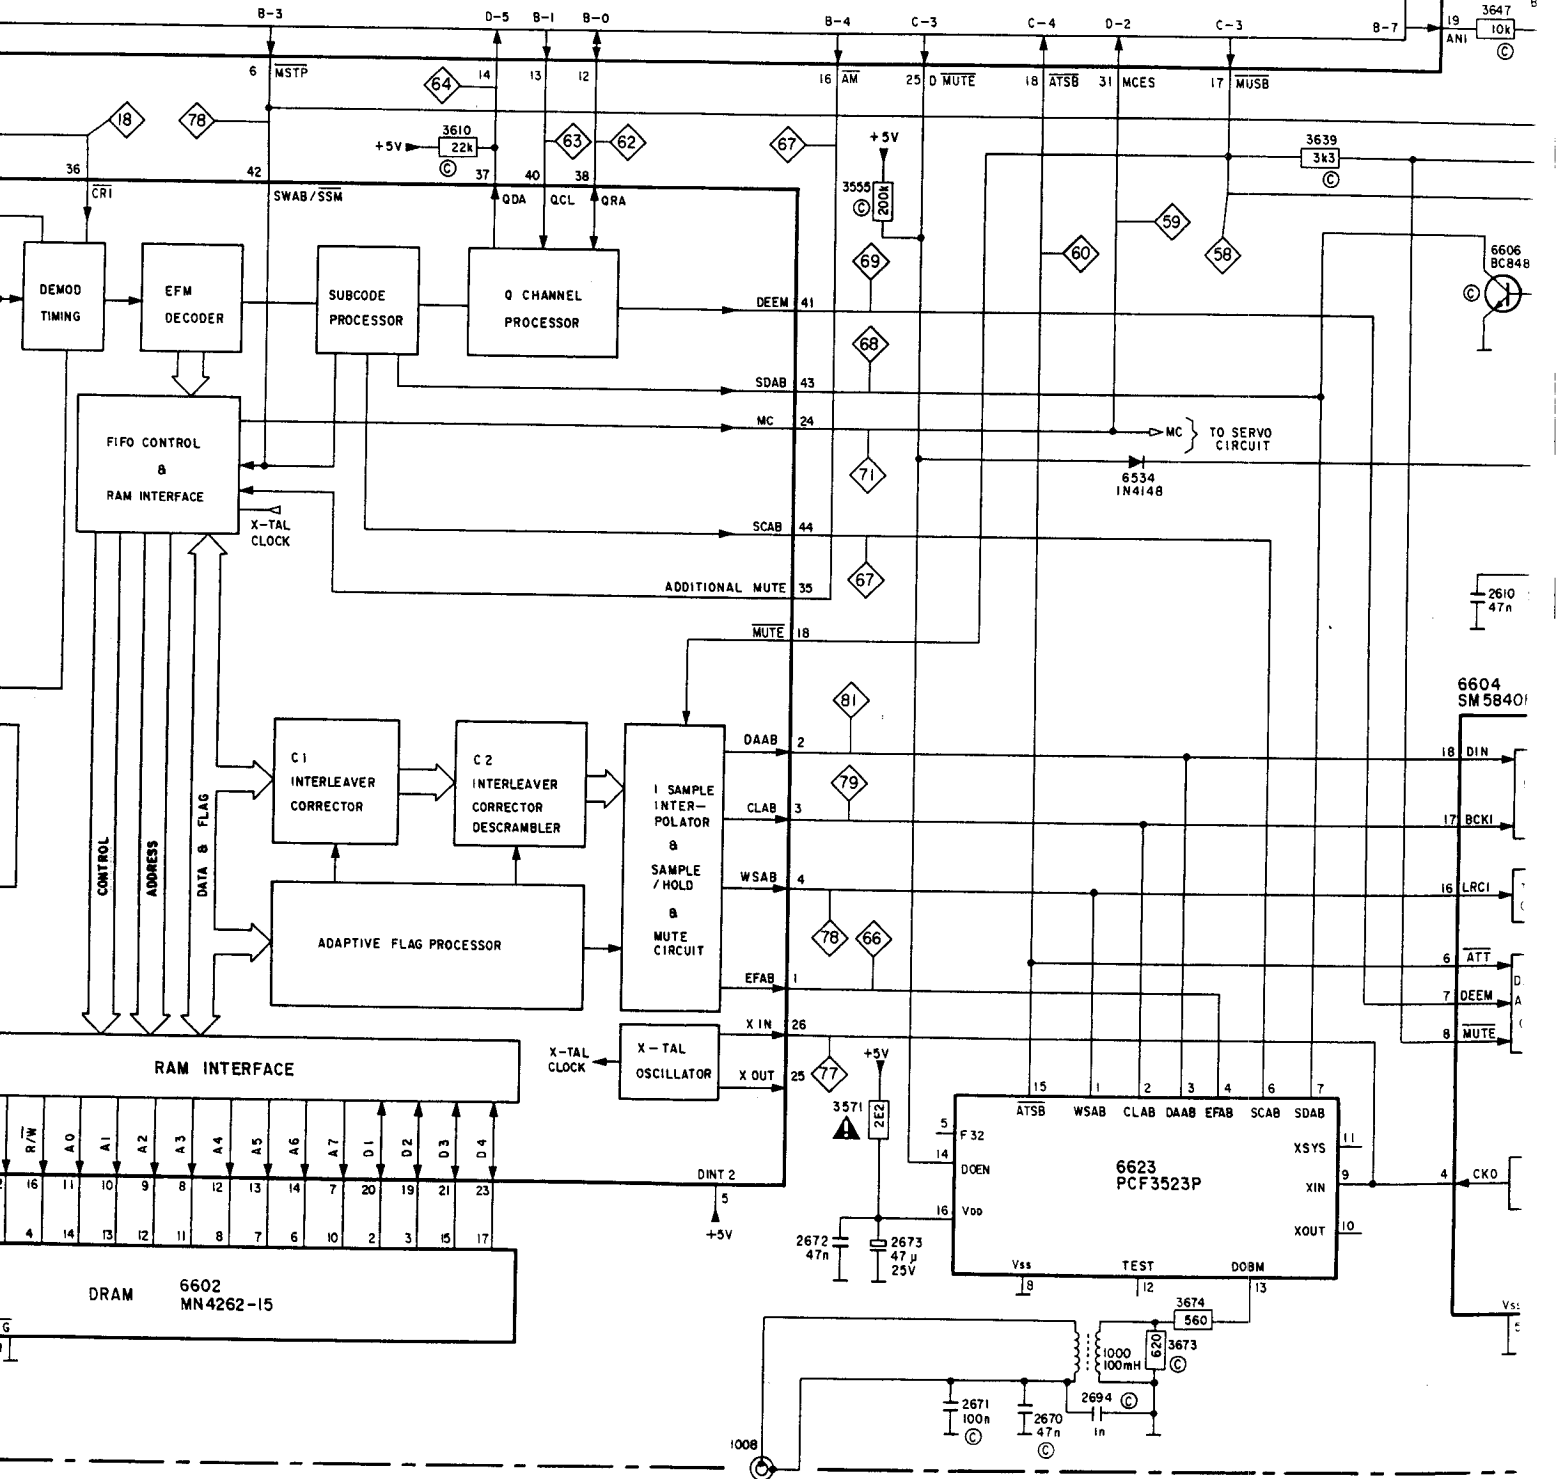 B-3
D-5 B-1 B-0
B-4 C-3 C-4 D-2 C-3
B-7
19
AN1
3647
10k
©
6 MSTP
14 13 12
16 AM
25 D MUTE
18 ATSB
31 MCES
17 MUSB
64
18
78
63
62
67
+5V
3610
22k
©
+5V
3555
200k
©
3639
3k3
©
36
CRI
42
SWAB/SSM
37 QDA
40 QCL
38 QRA
59
60
58
69
6606
BC848
©
DEMOD
TIMING
EFM
DECODER
SUBCODE
PROCESSOR
Q CHANNEL
PROCESSOR
DEEM 41
68
SDAB 43
MC 24
MC } TO SERVO
CIRCUIT
71
6534
1N4148
FIFO CONTROL
&
RAM INTERFACE
X-TAL
CLOCK
SCAB 44
67
ADDITIONAL MUTE 35
MUTE 18
2610
47n
6604
81
DAAB 2
79
CLAB 3
18 DIN
17 BCKI
C1
INTERLEAVER
CORRECTOR
C2
INTERLEAVER
CORRECTOR
DESCRAMBLER
1 SAMPLE
INTER-
POLATOR
&
SAMPLE
/HOLD
&
MUTE
CIRCUIT
CONTROL
ADDRESS
DATA & FLAG
WSAB 4
16 LRCI
78
66
ADAPTIVE FLAG PROCESSOR
EFAB 1
6 ATT
7 DEEM
8 MUTE
X IN 26
X-TAL
CLOCK
X-TAL
OSCILLATOR
X OUT 25
77
RAM INTERFACE
+5V
3571
2E2
15 1 2 3 4 6 7
ATSB WSAB CLAB DAAB EFAB SCAB SDAB
5 F32
14 DOEN
16 VDD
6623
PCF3523P
XSYS 11
XIN 9
XOUT 10
4 CKO
R/W A0 A1 A2 A3 A4 A5 A6 A7 D1 D2 D3 D4
16 11 10 9 8 12 13 14 7 20 19 21 23
4 14 13 12 11 8 7 6 10 2 3 15 17
DINT 2
5
+5V
2672
47n
2673
47µ
25V
Vss
8
TEST
12
DOBM
13
DRAM
6602
MN4262-15
G
3674
560
620
3673
©
1000
100mH
2671
100n
©
2670
47n
©
2694 ©
1n
1008